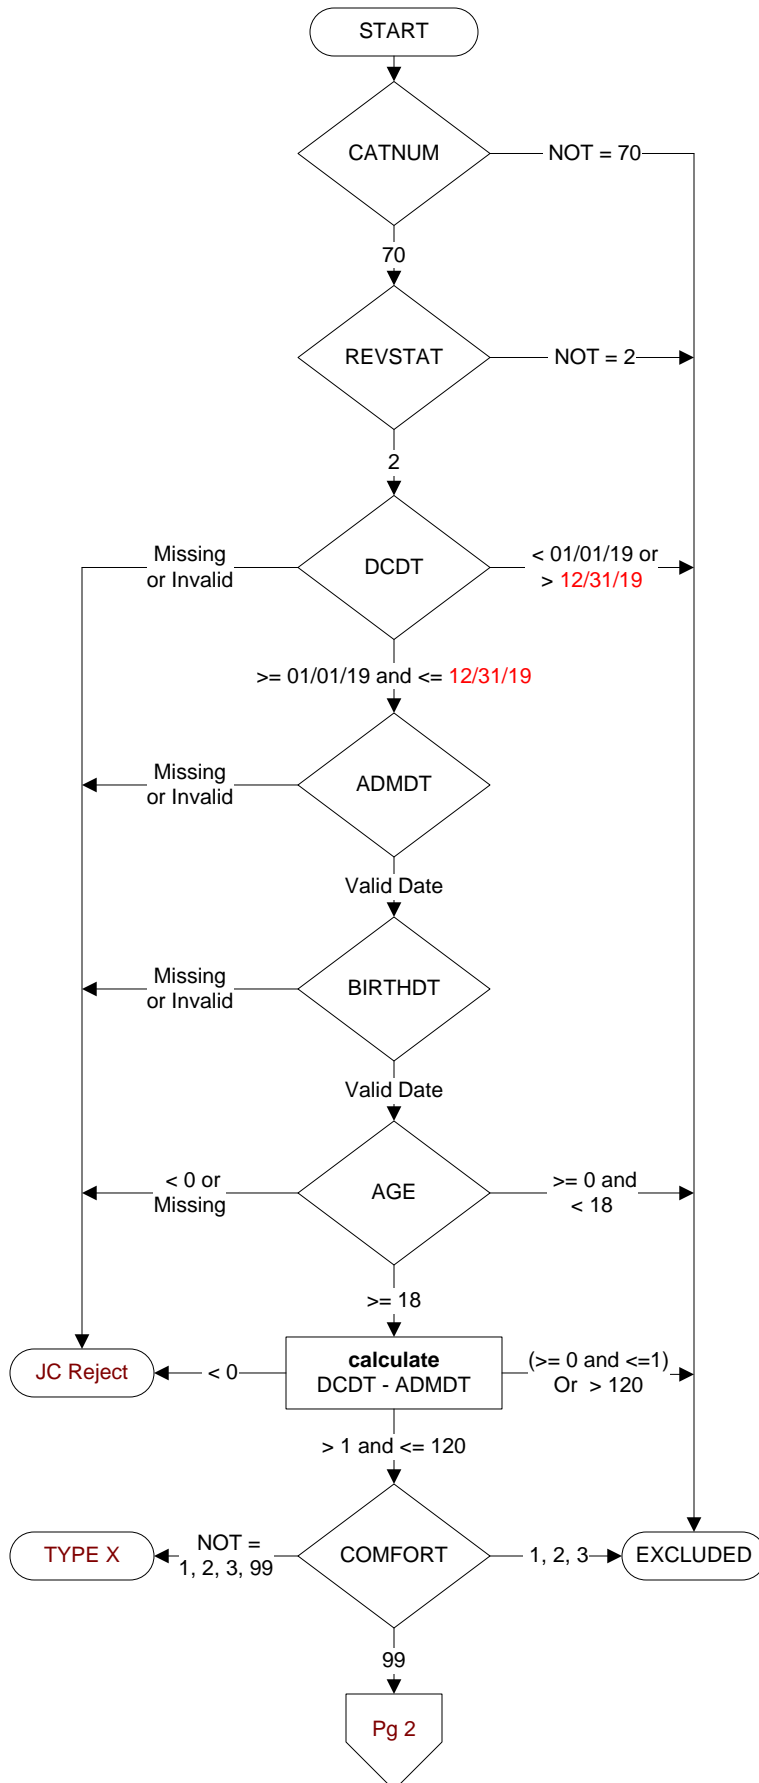 START
CATNUM
NOT = 70
70
REVSTAT
NOT = 2
2
Missing
or Invalid
DCDT
< 01/01/19 or
> 12/31/19
>= 01/01/19 and <= 12/31/19
Missing
or Invalid
ADMDT
Valid Date
Missing
or Invalid
BIRTHDT
Valid Date
< 0 or
Missing
AGE
>= 0 and
< 18
>= 18
JC Reject
< 0
calculate
DCDT - ADMDT
(>= 0 and <=1)
Or > 120
> 1 and <= 120
TYPE X
NOT =
1, 2, 3, 99
COMFORT
1, 2, 3
EXCLUDED
99
Pg 2